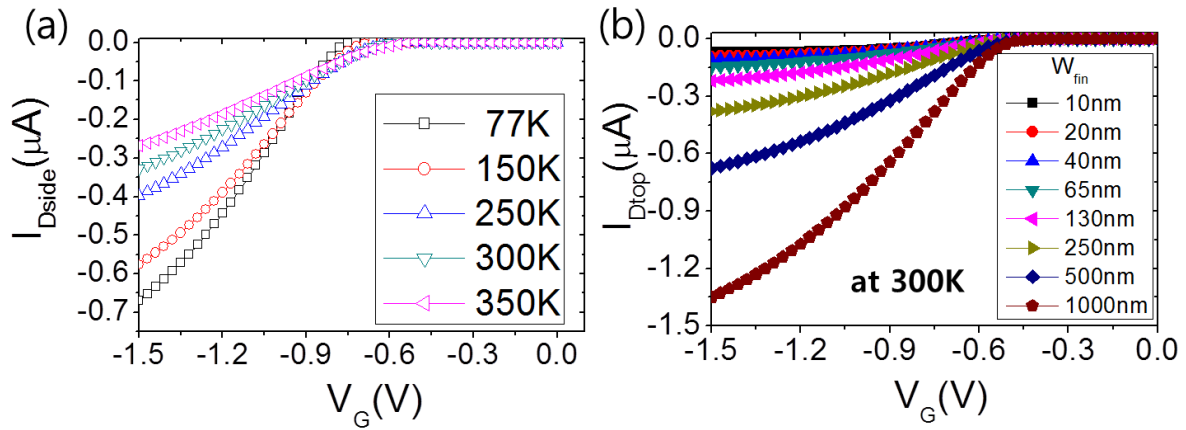 (a)
I_Dside(μA)
0.0
-0.1
-0.2
-0.3
-0.4
-0.5
-0.6
-0.7
77K
150K
250K
300K
350K
-1.5 -1.2 -0.9 -0.6 -0.3 0.0
V_G(V)
(b)
I_Dtop(μA)
0.0
-0.3
-0.6
-0.9
-1.2
-1.5
W_fin
10nm
20nm
40nm
65nm
130nm
250nm
500nm
1000nm
at 300K
-1.5 -1.2 -0.9 -0.6 -0.3 0.0
V_G(V)